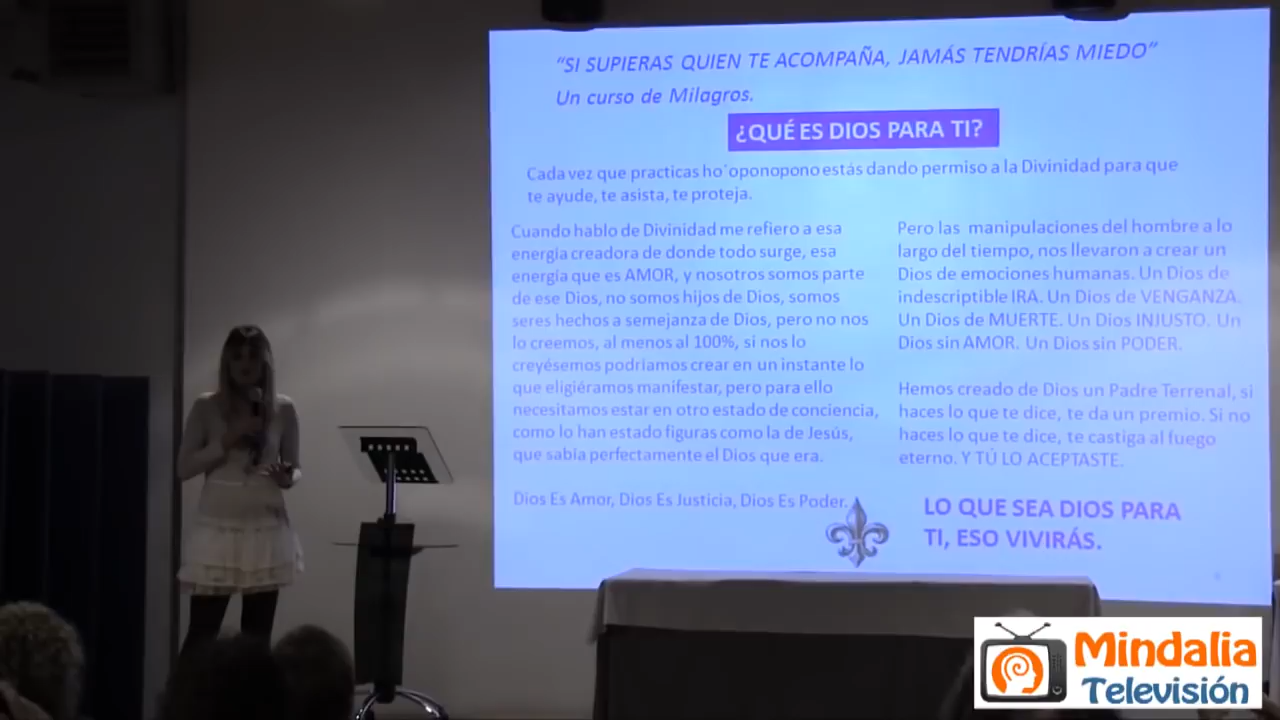 "SI SUPIERAS QUIEN TE ACOMPAÑA, JAMÁS TENDRÍAS MIEDO"
Un curso de Milagros.
¿QUÉ ES DIOS PARA TI?
Cada vez que practicas ho´oponopono estás dando permiso a la Divinidad para que
te ayude, te asista, te proteja.
Cuando hablo de Divinidad me refiero a esa
energía creadora de donde todo surge, esa
energía que es AMOR, y nosotros somos parte
de ese Dios, no somos hijos de Dios, somos
seres hechos a semejanza de Dios, pero no nos
lo creemos, al menos al 100%, si nos lo
creyésemos podríamos crear en un instante lo
que eligiéramos manifestar, pero para ello
necesitamos estar en otro estado de conciencia,
como lo han estado figuras como la de Jesús,
que sabía perfectamente el Dios que era.
Dios Es Amor, Dios Es Justicia, Dios Es Poder.
Pero las manipulaciones del hombre a lo
largo del tiempo, nos llevaron a crear un
Dios de emociones humanas. Un Dios de
indescriptible IRA. Un Dios de VENGANZA.
Un Dios de MUERTE. Un Dios INJUSTO. Un
Dios sin AMOR. Un Dios sin PODER.
Hemos creado de Dios un Padre Terrenal, si
haces lo que te dice, te da un premio. Si no
haces lo que te dice, te castiga al fuego
eterno. Y TÚ LO ACEPTASTE.
LO QUE SEA DIOS PARA
TI, ESO VIVIRÁS.
Mindalia
Televisión